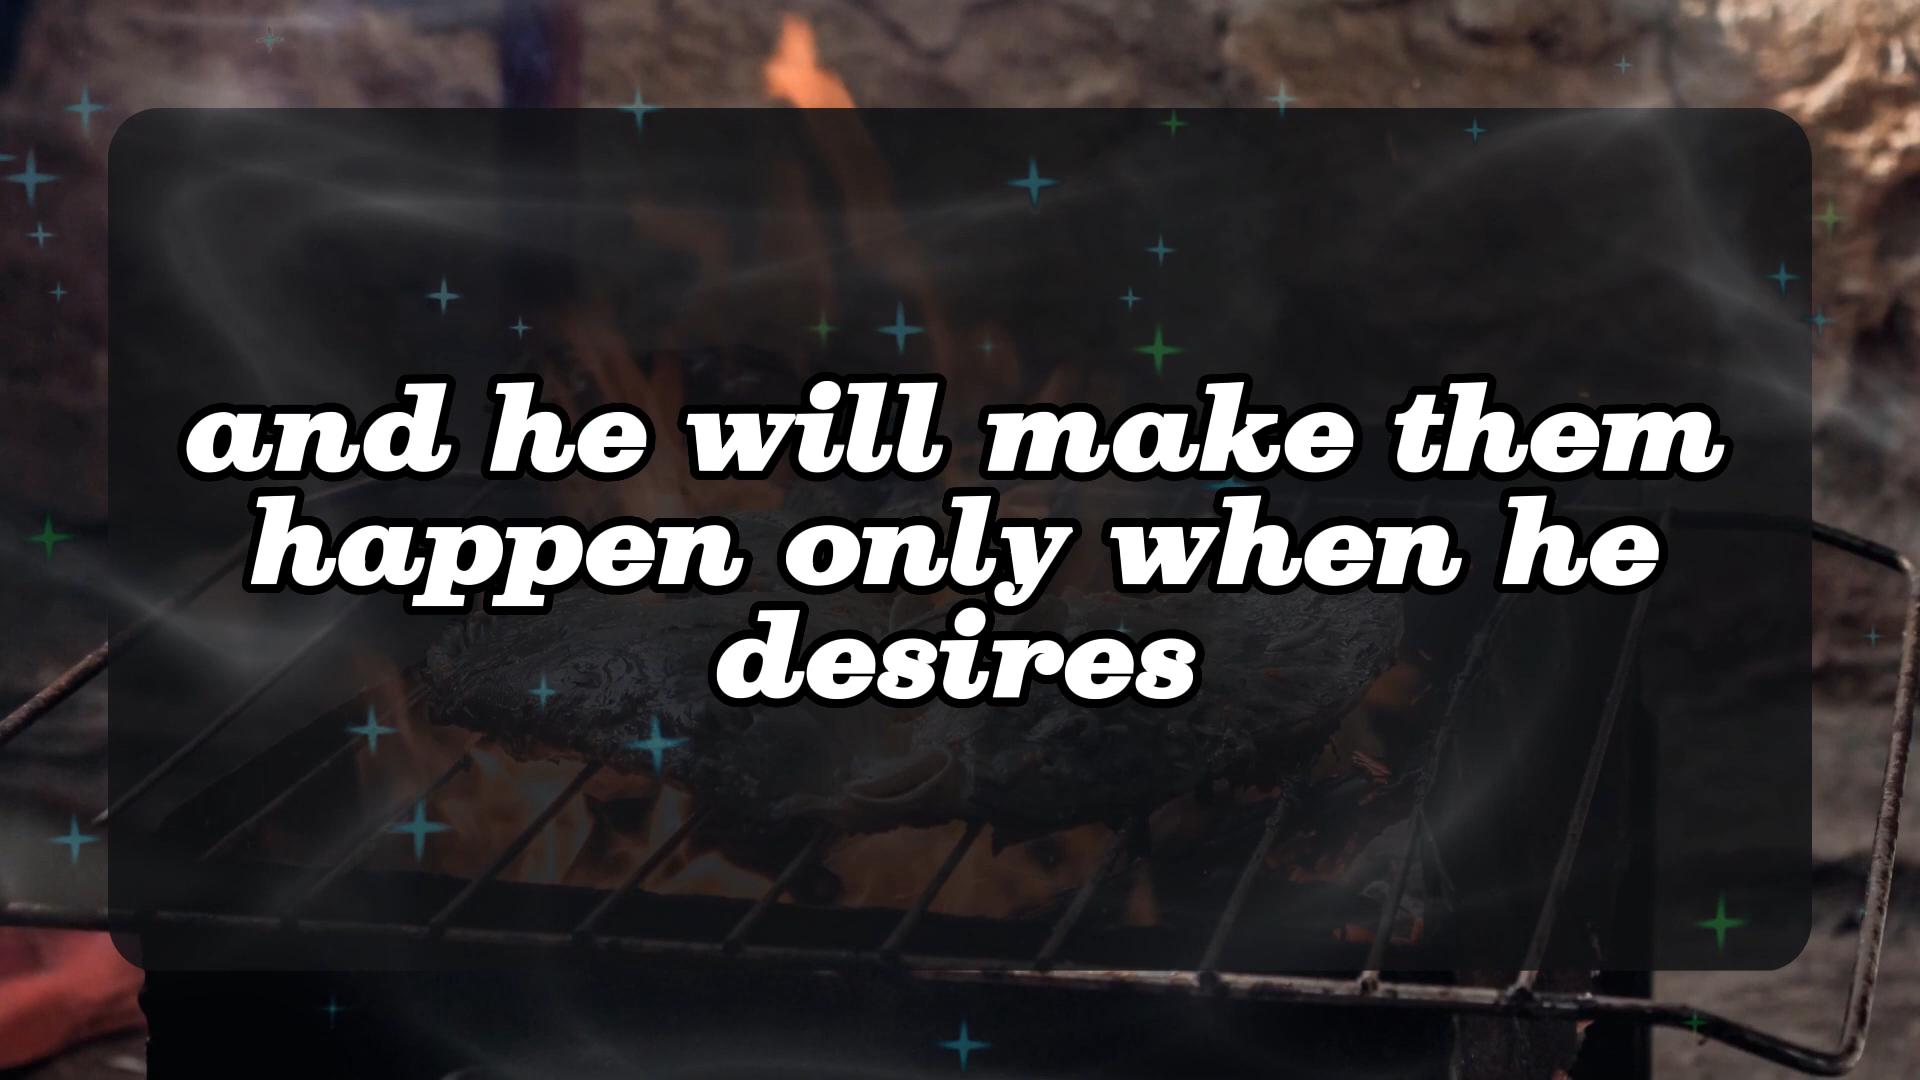 and he will make them
happen only when he
desires